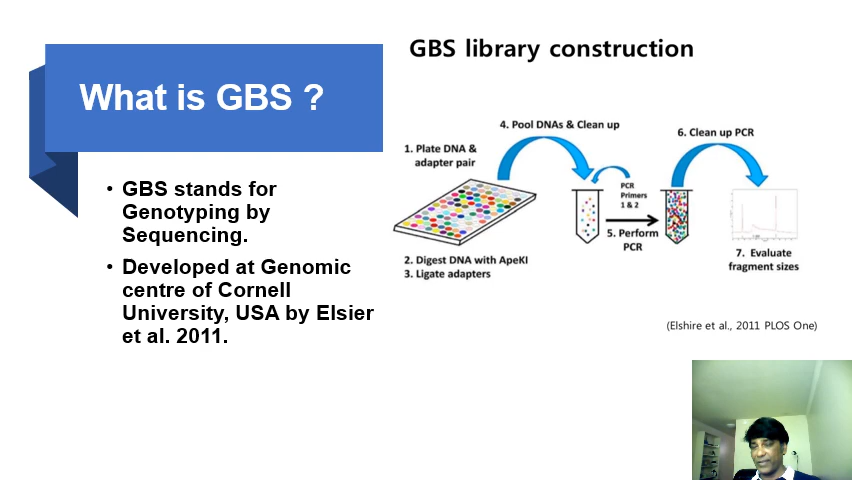 What is GBS ?
• GBS stands for
Genotyping by
Sequencing.
• Developed at Genomic
centre of Cornell
University, USA by Elsier
et al. 2011.
GBS library construction
1. Plate DNA &
adapter pair
2. Digest DNA with ApeKI
3. Ligate adapters
4. Pool DNAs & Clean up
PCR
Primers
1 & 2
5. Perform
PCR
6. Clean up PCR
7. Evaluate
fragment sizes
(Elshire et al., 2011 PLOS One)